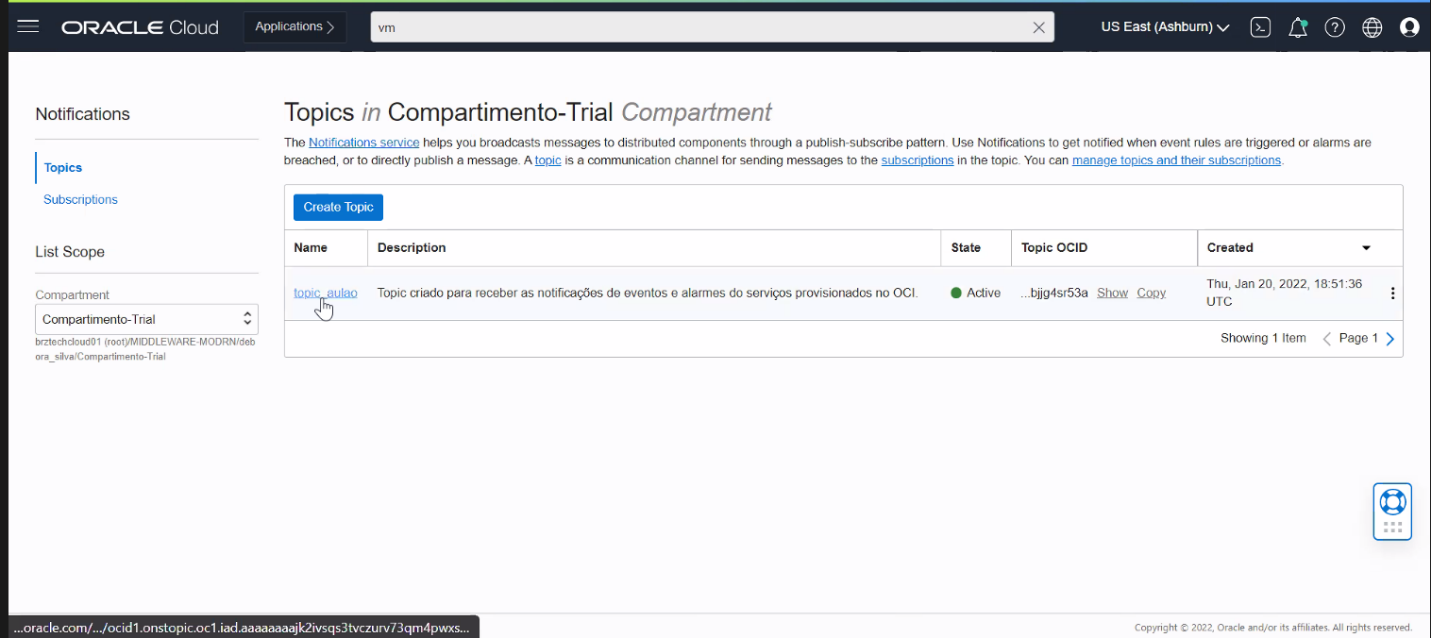 ORACLE Cloud
Applications
vm
US East (Ashburn)
Notifications
Topics
Subscriptions
List Scope
Compartment
Compartimento-Trial
brztechcloud01 (root)/MIDDLEWARE-MODRN/deb
ora_silva/Compartimento-Trial
Topics in Compartimento-Trial Compartment
The Notifications service helps you broadcasts messages to distributed components through a publish-subscribe pattern. Use Notifications to get notified when event rules are triggered or alarms are
breached, or to directly publish a message. A topic is a communication channel for sending messages to the subscriptions in the topic. You can manage topics and their subscriptions.
Create Topic
Name Description State Topic OCID Created
topic_aulao Topic criado para receber as notificações de eventos e alarmes do serviços provisionados no OCI. Active ...bjjg4sr53a Show Copy Thu, Jan 20, 2022, 18:51:36
UTC
Showing 1 Item Page 1
...oracle.com/.../ocid1.onstopic.oc1.iad.aaaaaaaajk2ivsqs3tvczurv73qm4pwxs...
Copyright © 2022, Oracle and/or its affiliates. All rights reserved.